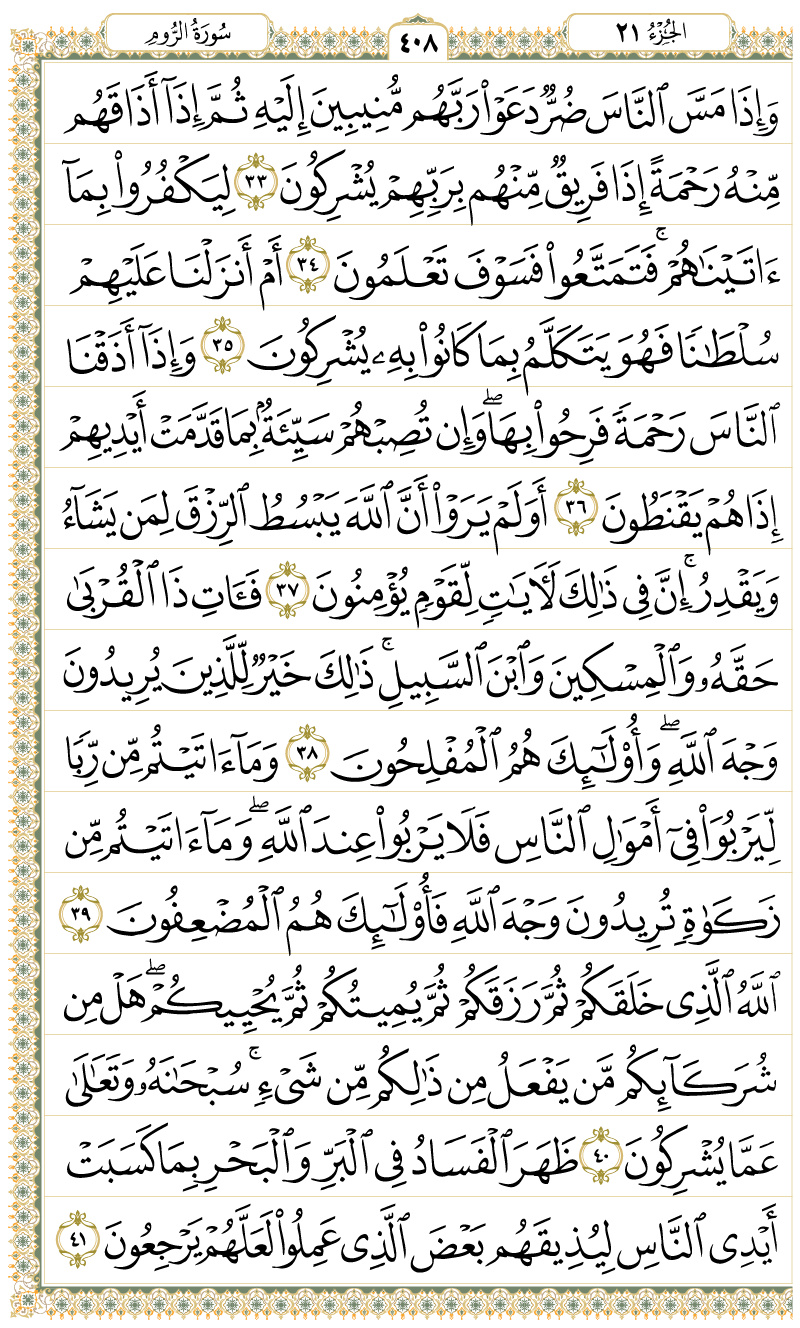 الجُزْءُ ٢١
٤٠٨
سُورَةُ الرُّومِ
وَإِذَا مَسَّ ٱلنَّاسَ ضُرٌّ دَعَوْا۟ رَبَّهُم مُّنِيبِينَ إِلَيْهِ ثُمَّ إِذَآ أَذَاقَهُم
مِّنْهُ رَحْمَةً إِذَا فَرِيقٌ مِّنْهُم بِرَبِّهِمْ يُشْرِكُونَ ٣٣ لِيَكْفُرُوا۟ بِمَآ
ءَاتَيْنَـٰهُمْ ۚ فَتَمَتَّعُوا۟ فَسَوْفَ تَعْلَمُونَ ٣٤ أَمْ أَنزَلْنَا عَلَيْهِمْ
سُلْطَـٰنًا فَهُوَ يَتَكَلَّمُ بِمَا كَانُوا۟ بِهِۦ يُشْرِكُونَ ٣٥ وَإِذَآ أَذَقْنَا
ٱلنَّاسَ رَحْمَةً فَرِحُوا۟ بِهَا ۖ وَإِن تُصِبْهُمْ سَيِّئَةٌۢ بِمَا قَدَّمَتْ أَيْدِيهِمْ
إِذَا هُمْ يَقْنَطُونَ ٣٦ أَوَلَمْ يَرَوْا۟ أَنَّ ٱللَّهَ يَبْسُطُ ٱلرِّزْقَ لِمَن يَشَآءُ
وَيَقْدِرُ ۚ إِنَّ فِى ذَٰلِكَ لَـَٔايَـٰتٍ لِّقَوْمٍ يُؤْمِنُونَ ٣٧ فَـَٔاتِ ذَا ٱلْقُرْبَىٰ
حَقَّهُۥ وَٱلْمِسْكِينَ وَٱبْنَ ٱلسَّبِيلِ ۚ ذَٰلِكَ خَيْرٌ لِّلَّذِينَ يُرِيدُونَ
وَجْهَ ٱللَّهِ ۖ وَأُو۟لَـٰٓئِكَ هُمُ ٱلْمُفْلِحُونَ ٣٨ وَمَآ ءَاتَيْتُم مِّن رِّبًا
لِّيَرْبُوَا۟ فِىٓ أَمْوَٰلِ ٱلنَّاسِ فَلَا يَرْبُوا۟ عِندَ ٱللَّهِ ۖ وَمَآ ءَاتَيْتُم مِّن
زَكَوٰةٍ تُرِيدُونَ وَجْهَ ٱللَّهِ فَأُو۟لَـٰٓئِكَ هُمُ ٱلْمُضْعِفُونَ ٣٩
ٱللَّهُ ٱلَّذِى خَلَقَكُمْ ثُمَّ رَزَقَكُمْ ثُمَّ يُمِيتُكُمْ ثُمَّ يُحْيِيكُمْ ۖ هَلْ مِن
شُرَكَآئِكُم مَّن يَفْعَلُ مِن ذَٰلِكُم مِّن شَىْءٍ ۚ سُبْحَـٰنَهُۥ وَتَعَـٰلَىٰ
عَمَّا يُشْرِكُونَ ٤٠ ظَهَرَ ٱلْفَسَادُ فِى ٱلْبَرِّ وَٱلْبَحْرِ بِمَا كَسَبَتْ
أَيْدِى ٱلنَّاسِ لِيُذِيقَهُم بَعْضَ ٱلَّذِى عَمِلُوا۟ لَعَلَّهُمْ يَرْجِعُونَ ٤١